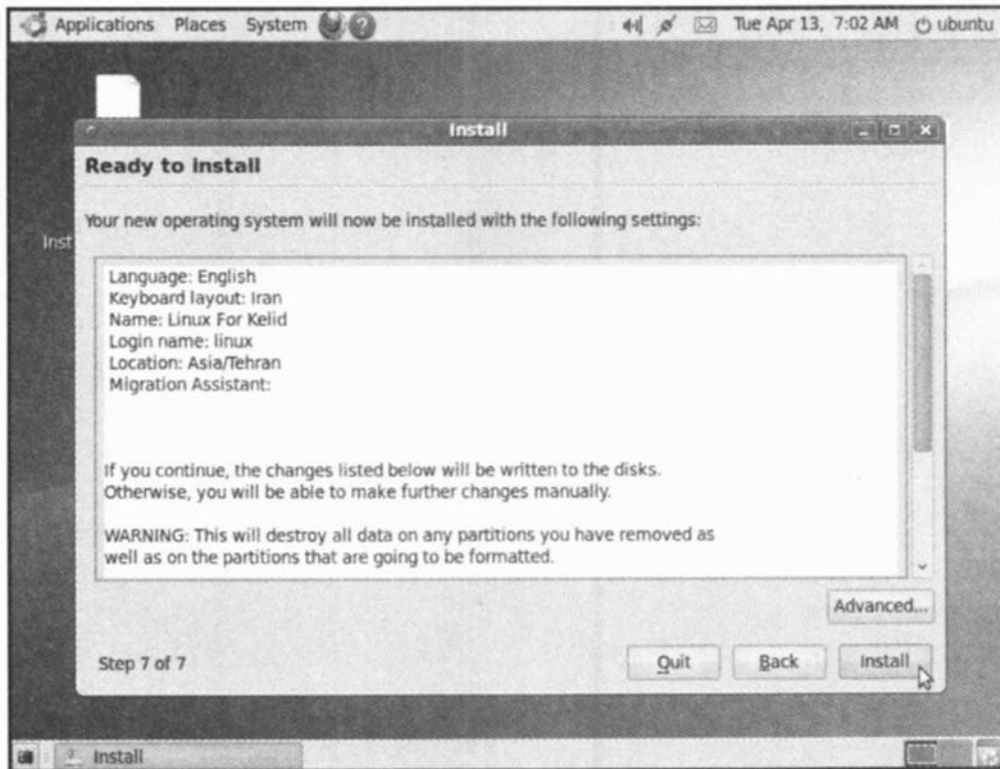 Applications Places System Tue Apr 13, 7:02 AM ubuntu
Install
Ready to install
Your new operating system will now be installed with the following settings:
Inst
Language: English
Keyboard layout: Iran
Name: Linux For Kelid
Login name: linux
Location: Asia/Tehran
Migration Assistant:
If you continue, the changes listed below will be written to the disks.
Otherwise, you will be able to make further changes manually.
WARNING: This will destroy all data on any partitions you have removed as
well as on the partitions that are going to be formatted.
Advanced...
Step 7 of 7 Quit Back Install
Install